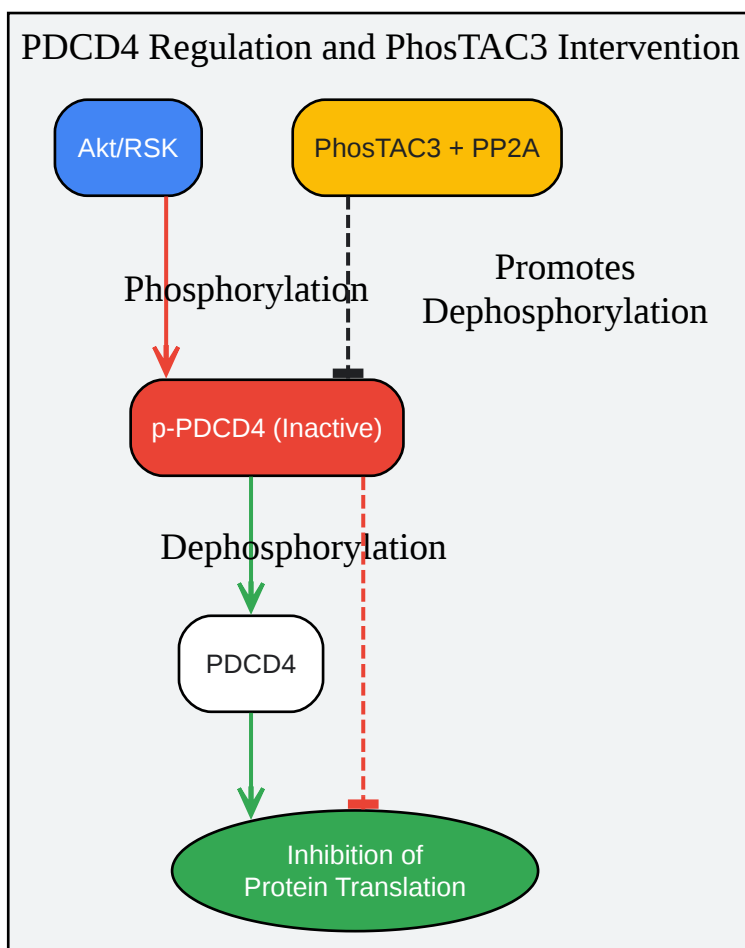 PDCD4 Regulation and PhosTAC3 Intervention
Akt/RSK
PhosTAC3 + PP2A
Phosphorylation
Promotes
Dephosphorylation
p-PDCD4 (Inactive)
Dephosphorylation
PDCD4
Inhibition of
Protein Translation